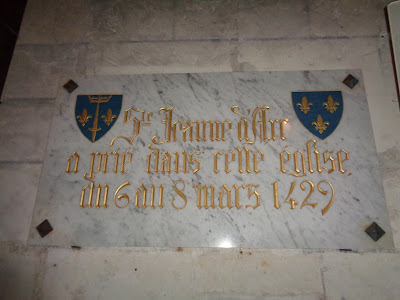 Ste Jeanne d'Arc
a prié dans cette église
du 6 au 8 mars 1429